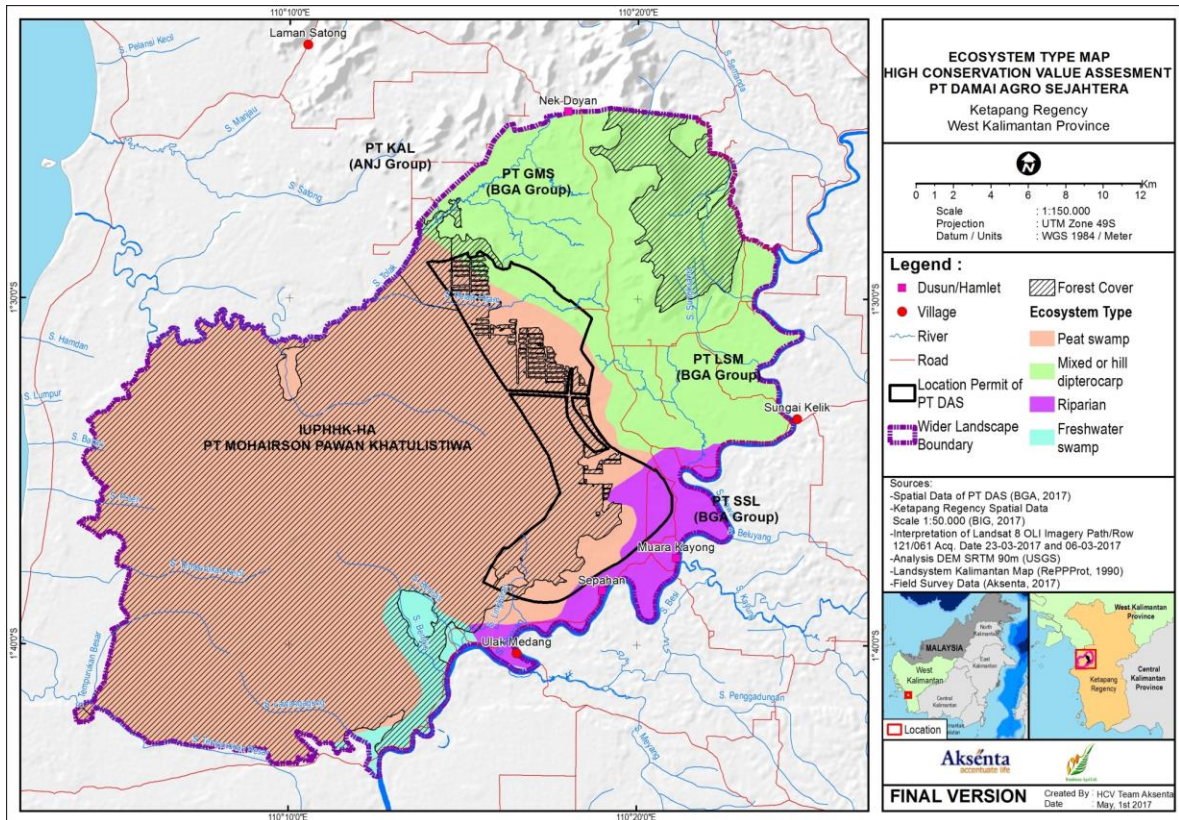 110°10'0"E
110°20'0"E
Laman Satong
S. Pelansi Kecil
S. Semanda
Nek Doyan
S. Manjau
PT KAL
(ANJ Group)
PT GMS
(BGA Group)
S. Satong
S. Tolak
1°30'0"S
1°30'0"S
S. Hamdan
PT LSM
(BGA Group)
S. Lumpur
Sungai Kelik
IUPHHK-HA
PT MOHAIRSON PAWAN KHATULISTIWA
PT SSL
(BGA Group)
S. Beluyang
Muara Kayong
Sepahan
S. Besi
S. Kayung
1°40'0"S
1°40'0"S
Ulak Medang
S. Tempurukan Besar
S. Penggadungan
S. Meyang
110°10'0"E
110°20'0"E
ECOSYSTEM TYPE MAP
HIGH CONSERVATION VALUE ASSESMENT
PT DAMAI AGRO SEJAHTERA
Ketapang Regency
West Kalimantan Province
N
0 2 4 6 8 10 12 Km
Scale : 1:150.000
Projection : UTM Zone 49S
Datum / Units : WGS 1984 / Meter
Legend :
Dusun/Hamlet
Village
River
Road
Location Permit of
PT DAS
Wider Landscape
Boundary
Forest Cover
Ecosystem Type
Peat swamp
Mixed or hill
dipterocarp
Riparian
Freshwater
swamp
Sources:
-Spatial Data of PT DAS (BGA, 2017)
-Ketapang Regency Spatial Data
Scale 1:50.000 (BIG, 2017)
-Interpretation of Landsat 8 OLI Imagery Path/Row
121/061 Acq. Date 23-03-2017 and 06-03-2017
-Analysis DEM SRTM 90m (USGS)
-Landsystem Kalimantan Map (RePPProt, 1990)
-Field Survey Data (Aksenta, 2017)
MALAYSIA
North
Kalimantan
West
Kalimantan
East
Kalimantan
Central
Kalimantan
Location
West Kalimantan
Province
Ketapang
Regency
Central
Kalimantan
Province
Aksenta
accentuate life
FINAL VERSION
Created By : HCV Team Aksenta
Date : May, 1st 2017